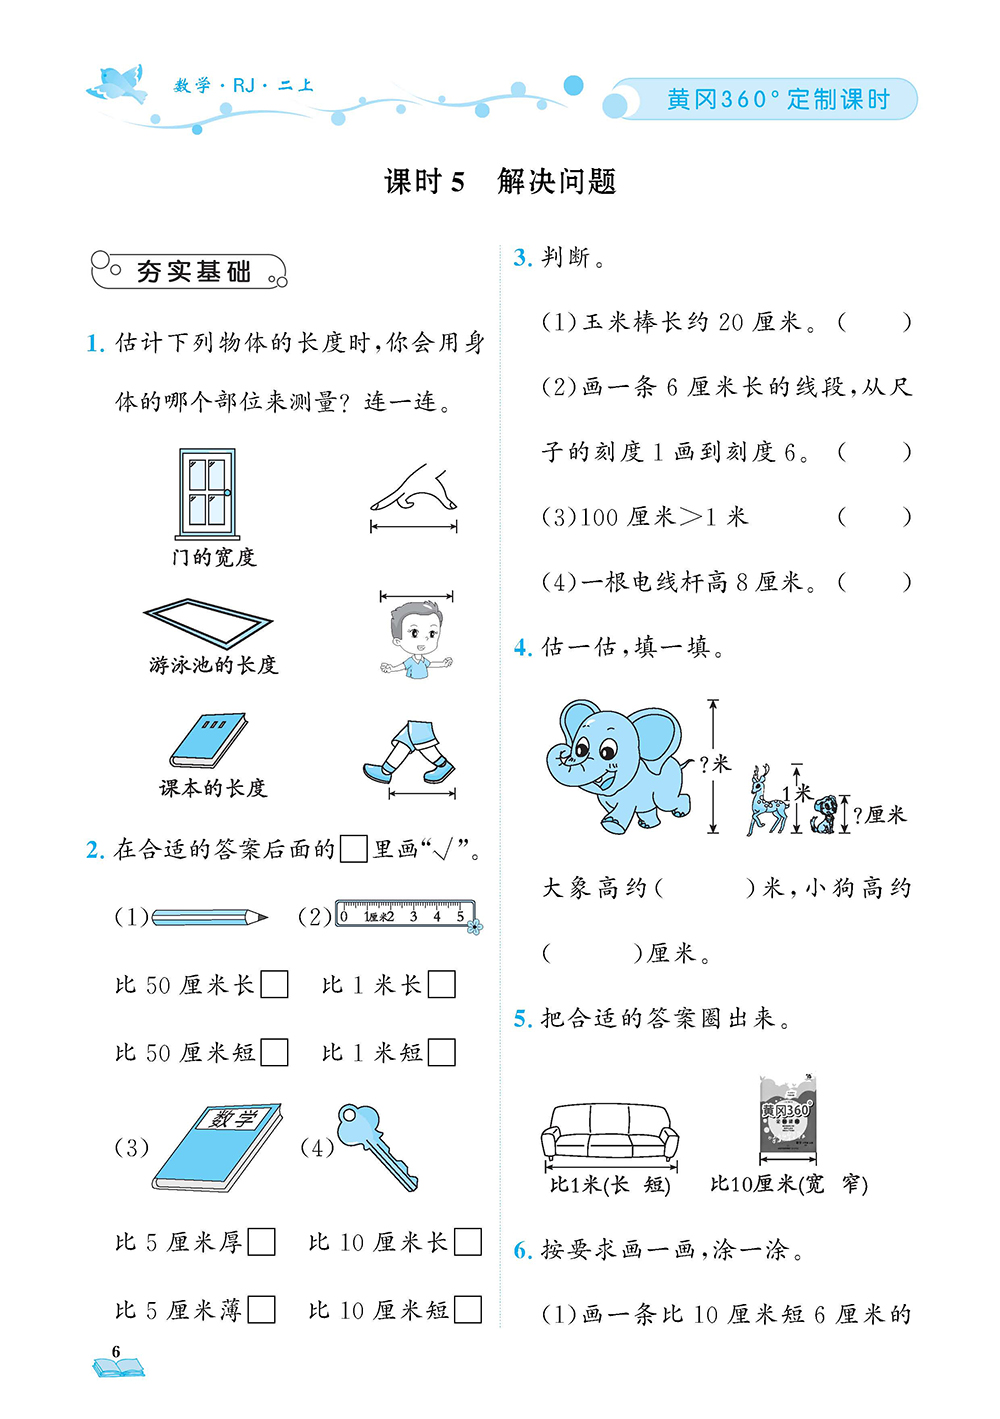 数学·RJ·二上
黄冈360°定制课时
课时5 解决问题
夯实基础
1. 估计下列物体的长度时,你会用身
体的哪个部位来测量? 连一连。
门的宽度
游泳池的长度
课本的长度
2. 在合适的答案后面的□里画“√”。
(1) (2) 0 1厘米2 3 4 5
比 50 厘米长□ 比 1 米长□
比 50 厘米短□ 比 1 米短□
(3) 数学 (4)
比 5 厘米厚□ 比 10 厘米长□
比 5 厘米薄□ 比 10 厘米短□
6
3. 判断。
(1)玉米棒长约 20 厘米。 ( )
(2)画一条 6 厘米长的线段,从尺
子的刻度 1 画到刻度 6。 ( )
(3)100 厘米>1 米 ( )
(4)一根电线杆高 8 厘米。 ( )
4. 估一估,填一填。
?米
1米
?厘米
大象高约( )米,小狗高约
( )厘米。
5. 把合适的答案圈出来。
黄冈360°
比1米(长 短) 比10厘米(宽 窄)
6. 按要求画一画,涂一涂。
(1)画一条比 10 厘米短 6 厘米的